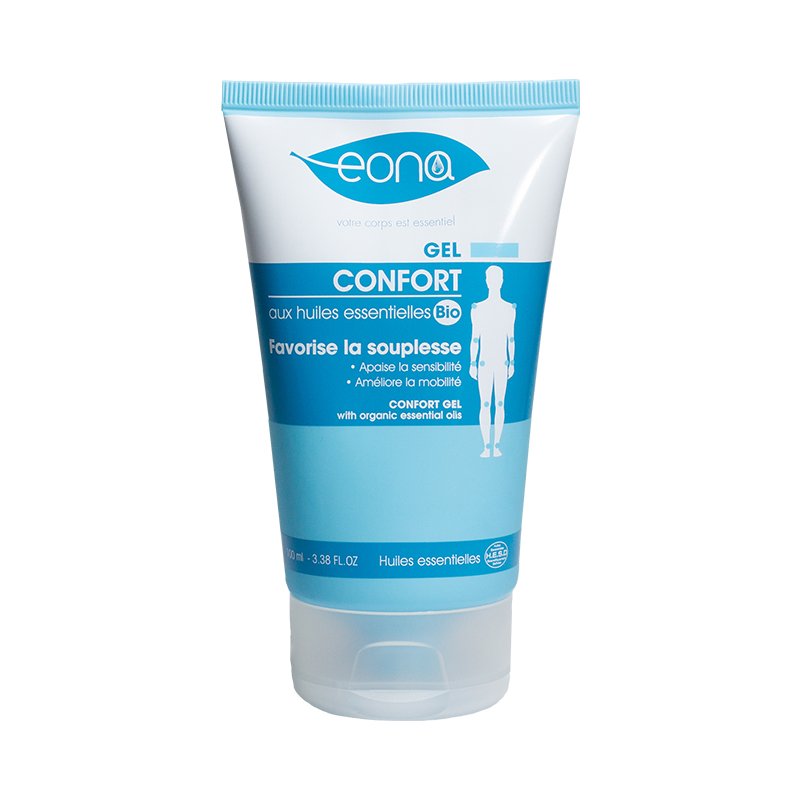 eona
votre corps est essentiel
GEL
CONFORT
aux huiles essentielles Bio
Favorise la souplesse
• Apaise la sensibilité
• Améliore la mobilité
CONFORT GEL
with organic essential oils
100 ml - 3.38 FL.OZ Huiles essentielles H.E.S.D